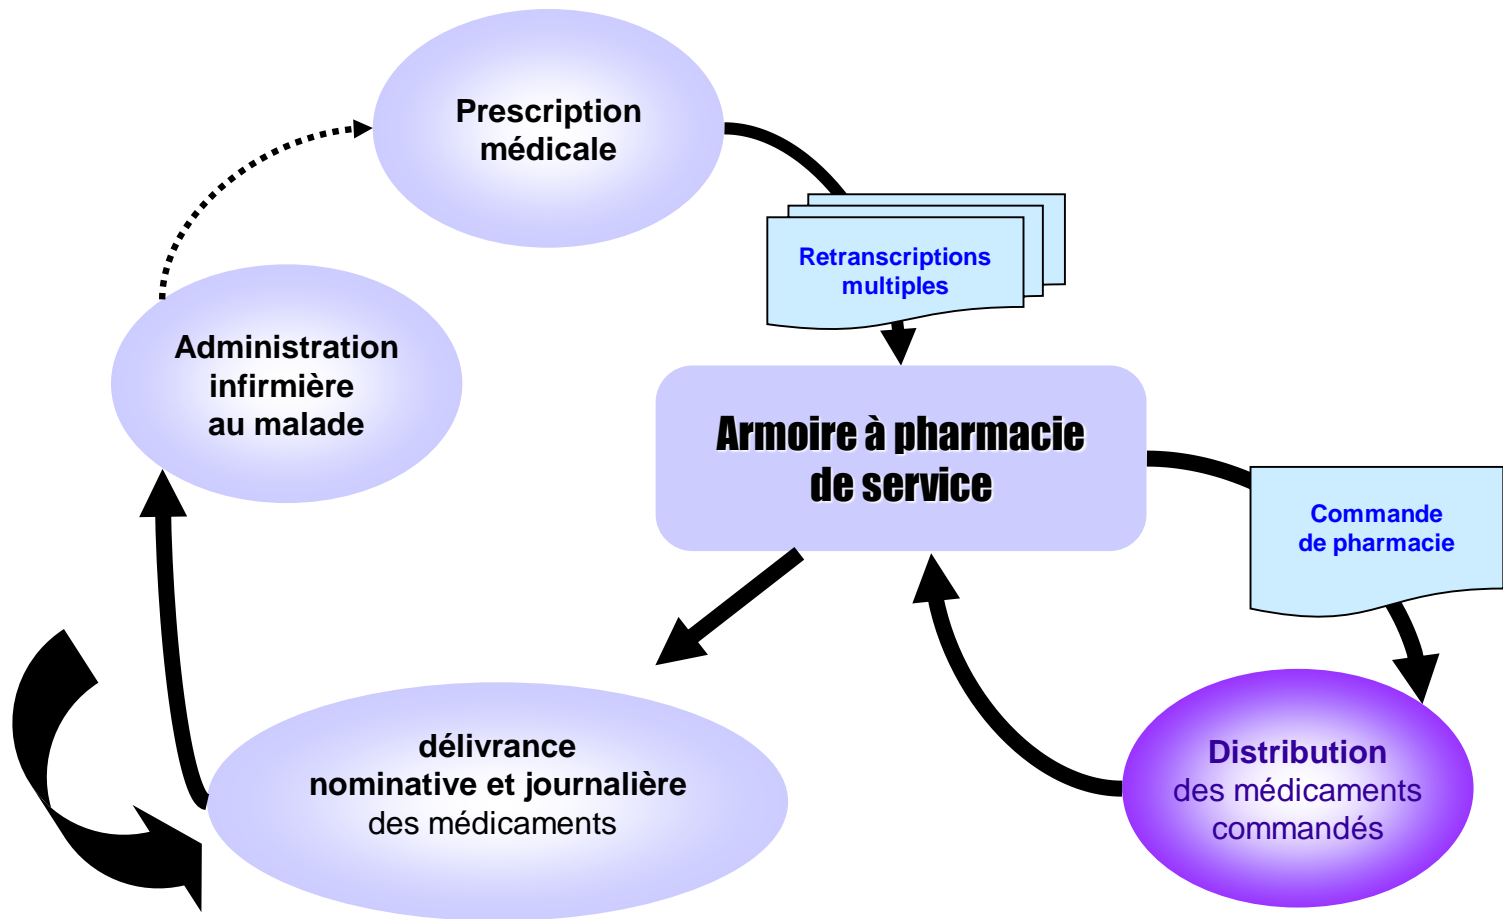 Prescription
médicale
Retranscriptions
multiples
Administration
infirmière
au malade
Armoire à pharmacie
de service
Commande
de pharmacie
délivrance
nominative et journalière
des médicaments
Distribution
des médicaments
commandés